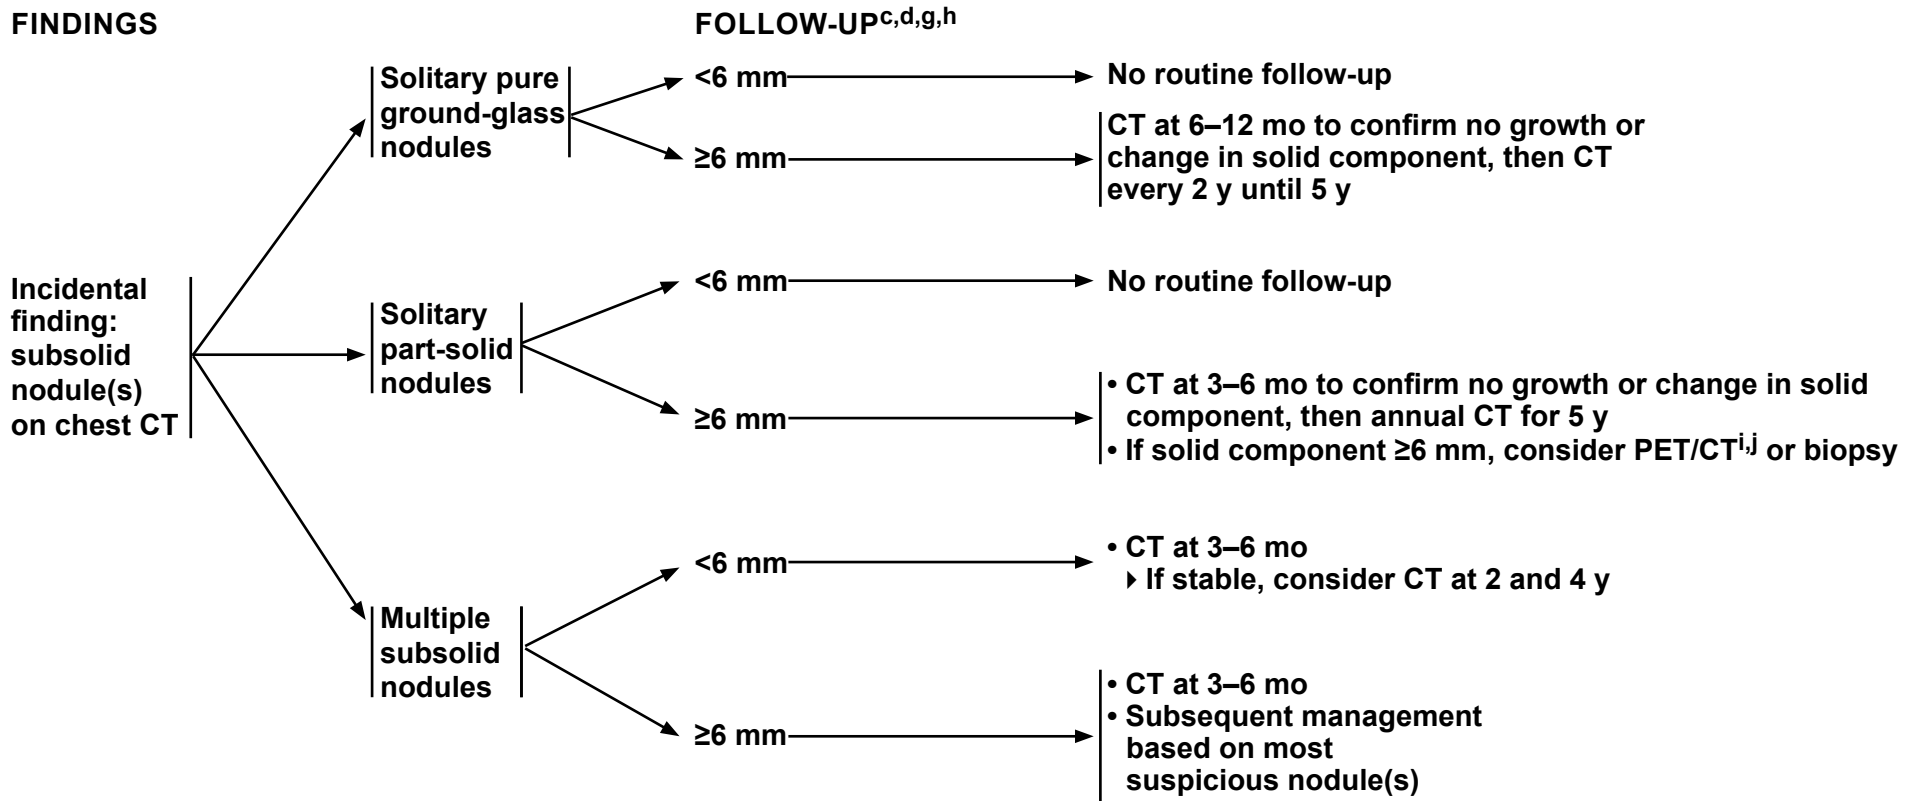 FINDINGS
FOLLOW-UPc,d,g,h
Incidental
finding:
subsolid
nodule(s)
on chest CT
Solitary pure
ground-glass
nodules
<6 mm
No routine follow-up
≥6 mm
CT at 6–12 mo to confirm no growth or
change in solid component, then CT
every 2 y until 5 y
Solitary
part-solid
nodules
<6 mm
No routine follow-up
≥6 mm
• CT at 3–6 mo to confirm no growth or change in solid
component, then annual CT for 5 y
• If solid component ≥6 mm, consider PET/CTi,j or biopsy
Multiple
subsolid
nodules
<6 mm
• CT at 3–6 mo
▸ If stable, consider CT at 2 and 4 y
≥6 mm
• CT at 3–6 mo
• Subsequent management
based on most
suspicious nodule(s)